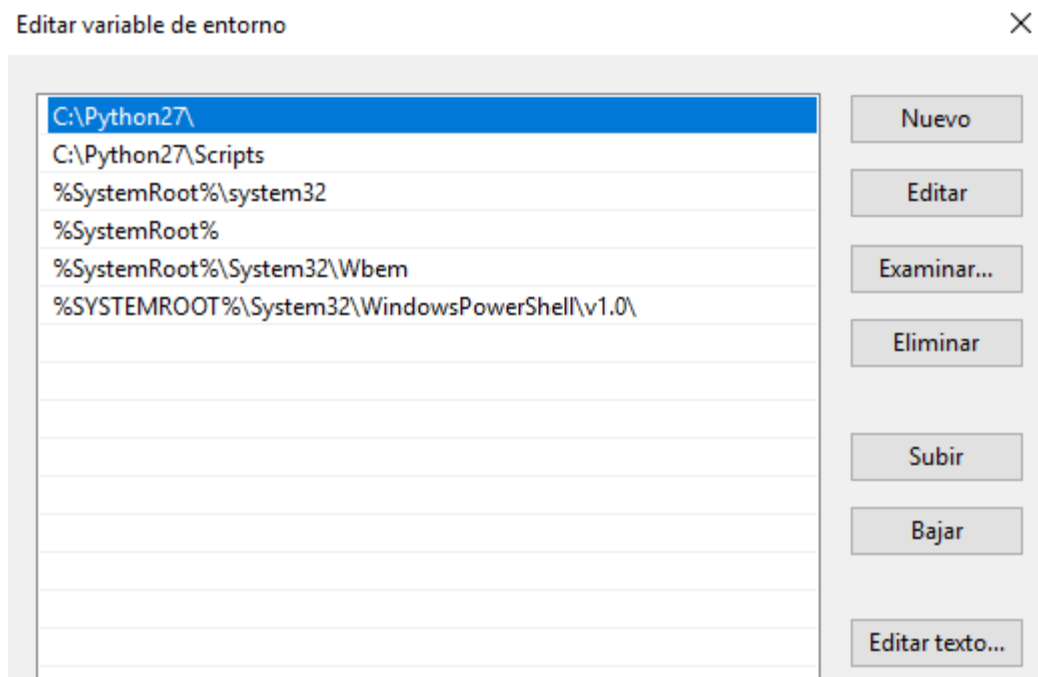 Editar variable de entorno
C:\Python27\
C:\Python27\Scripts
%SystemRoot%\system32
%SystemRoot%
%SystemRoot%\System32\Wbem
%SYSTEMROOT%\System32\WindowsPowerShell\v1.0\
Nuevo
Editar
Examinar...
Eliminar
Subir
Bajar
Editar texto...